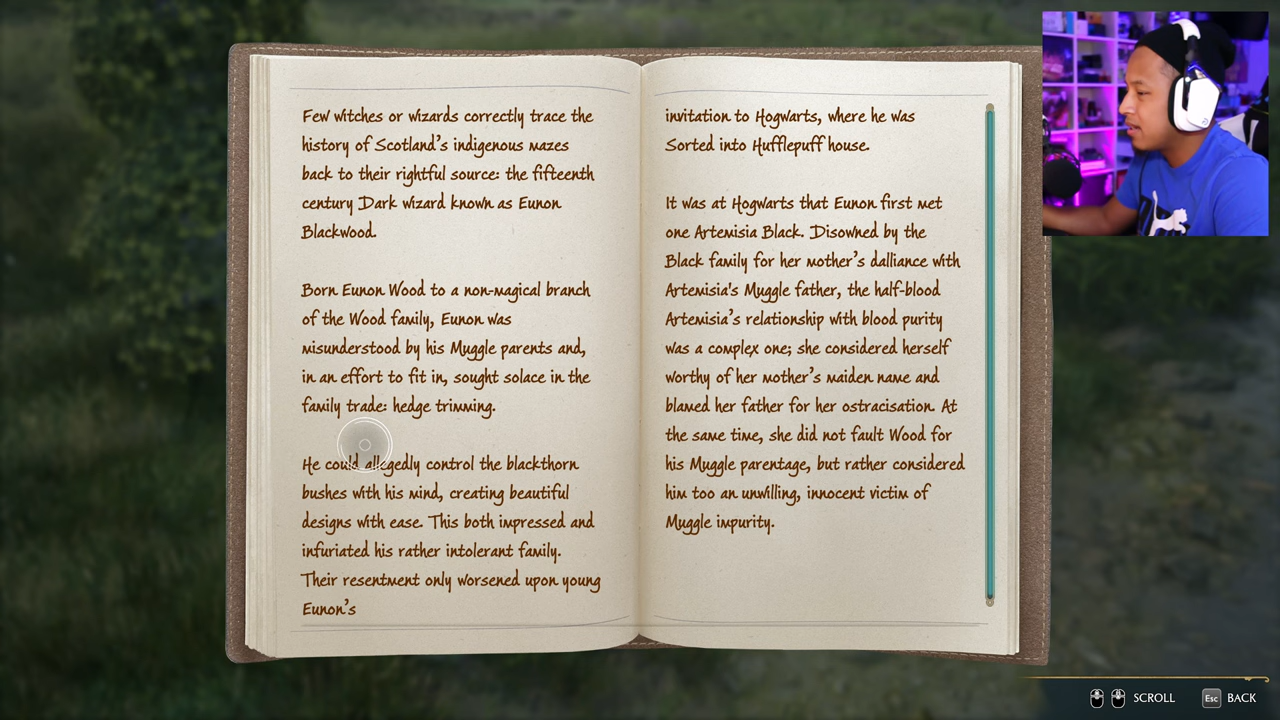 Few witches or wizards correctly trace the
history of Scotland's indigenous mazes
back to their rightful source: the fifteenth
century Dark wizard known as Eunon
Blackwood.
Born Eunon Wood to a non-magical branch
of the Wood family, Eunon was
misunderstood by his Muggle parents and,
in an effort to fit in, sought solace in the
family trade: hedge trimming.
He could allegedly control the blackthorn
bushes with his mind, creating beautiful
designs with ease. This both impressed and
infuriated his rather intolerant family.
Their resentment only worsened upon young
Eunon's
invitation to Hogwarts, where he was
Sorted into Hufflepuff house.
It was at Hogwarts that Eunon first met
one Artemisia Black. Disowned by the
Black family for her mother's dalliance with
Artemisia's Muggle father, the half-blood
Artemisia's relationship with blood purity
was a complex one; she considered herself
worthy of her mother's maiden name and
blamed her father for her ostracisation. At
the same time, she did not fault Wood for
his Muggle parentage, but rather considered
him too an unwilling, innocent victim of
Muggle impurity.
SCROLL
Esc BACK